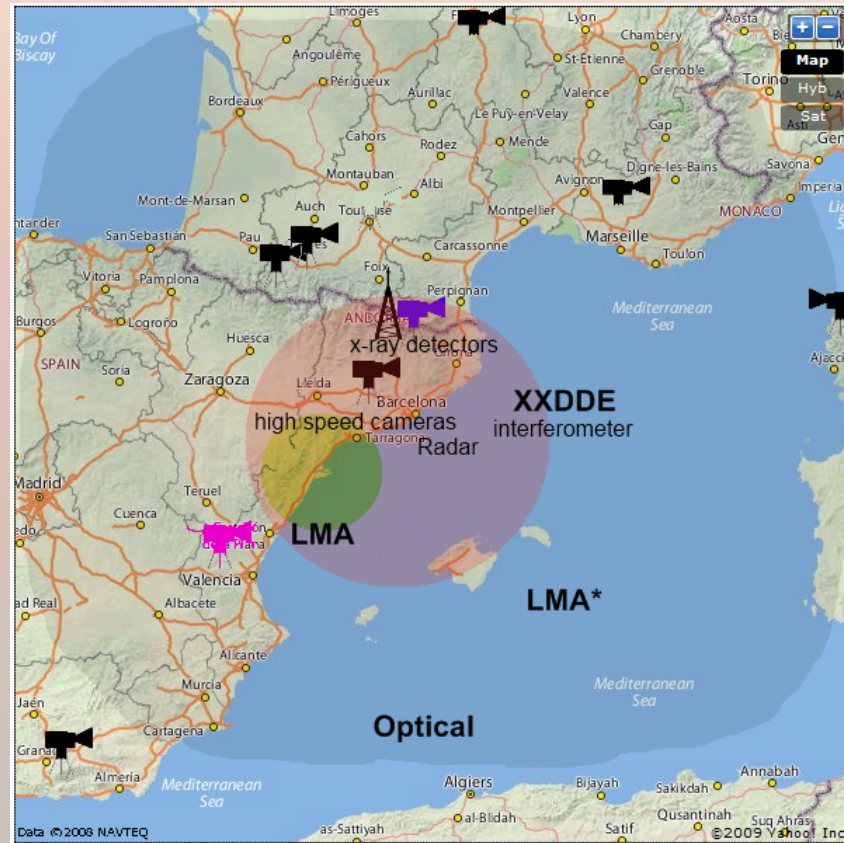 Bay Of
Biscay
Limoges
Lyon
Chambéry
Aosta
+ −
Map
Angoulême
St-Étienne
Grenoble
Torino
Hyb
Périgueux
Aurillac
Le Puy-en-Velay
Valence
Sat
Asti
Bordeaux
Cahors
Rodez
Mende
Gap
Savona
Montauban
Albi
Avignon
Digne-les-Bains
Imperia
Mont-de-Marsan
Auch
Montpellier
MONACO
San Sebastián
Pau
Carcassonne
Marseille
Toulon
Vitoria
Pamplona
Foix
Perpignan
Mediterranean
Sea
Burgos
Logroño
Huesca
x-ray detectors
SPAIN
Soria
Zaragoza
Lleida
Barcelona
XXDDE
high speed cameras
Tarragona
Radar
interferometer
Madrid
Teruel
Cuenca
LMA
Valencia
Albacete
LMA*
Alicante
Murcia
Mediterranean
Sea
Jaén
Cartagena
Optical
Almería
Mediterranean
Sea
Algiers
Bijayah
Sakikdah
Annabah
al-Blidah
as-Sattiyah
Satif
Qusantinah
Suq Ahras
Data ©2008 NAVTEQ
©2009 Yahoo! Inc